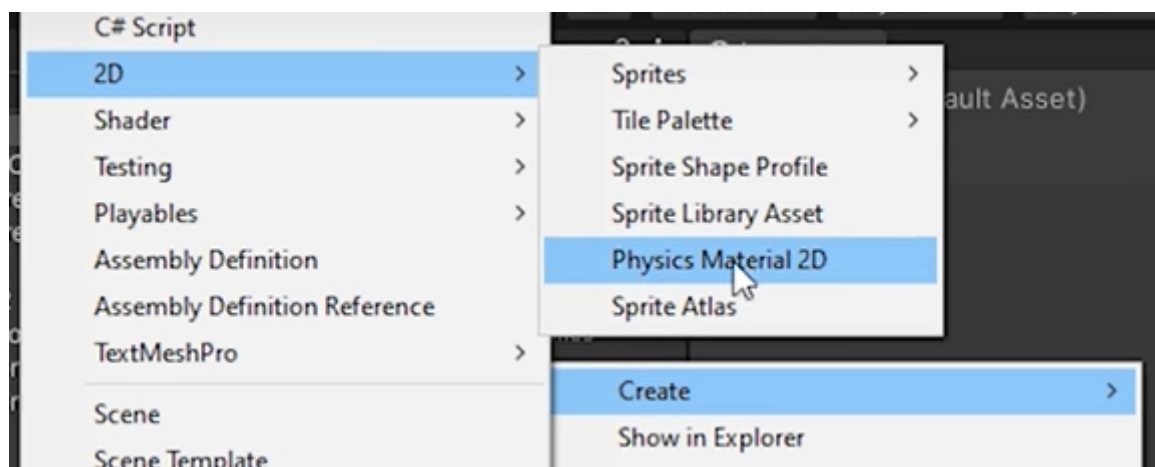 C# Script
2D
Shader
Testing
Playables
Assembly Definition
Assembly Definition Reference
TextMeshPro
Scene
Scene Template
Sprites
Tile Palette
Sprite Shape Profile
Sprite Library Asset
Physics Material 2D
Sprite Atlas
ault Asset)
Create
Show in Explorer